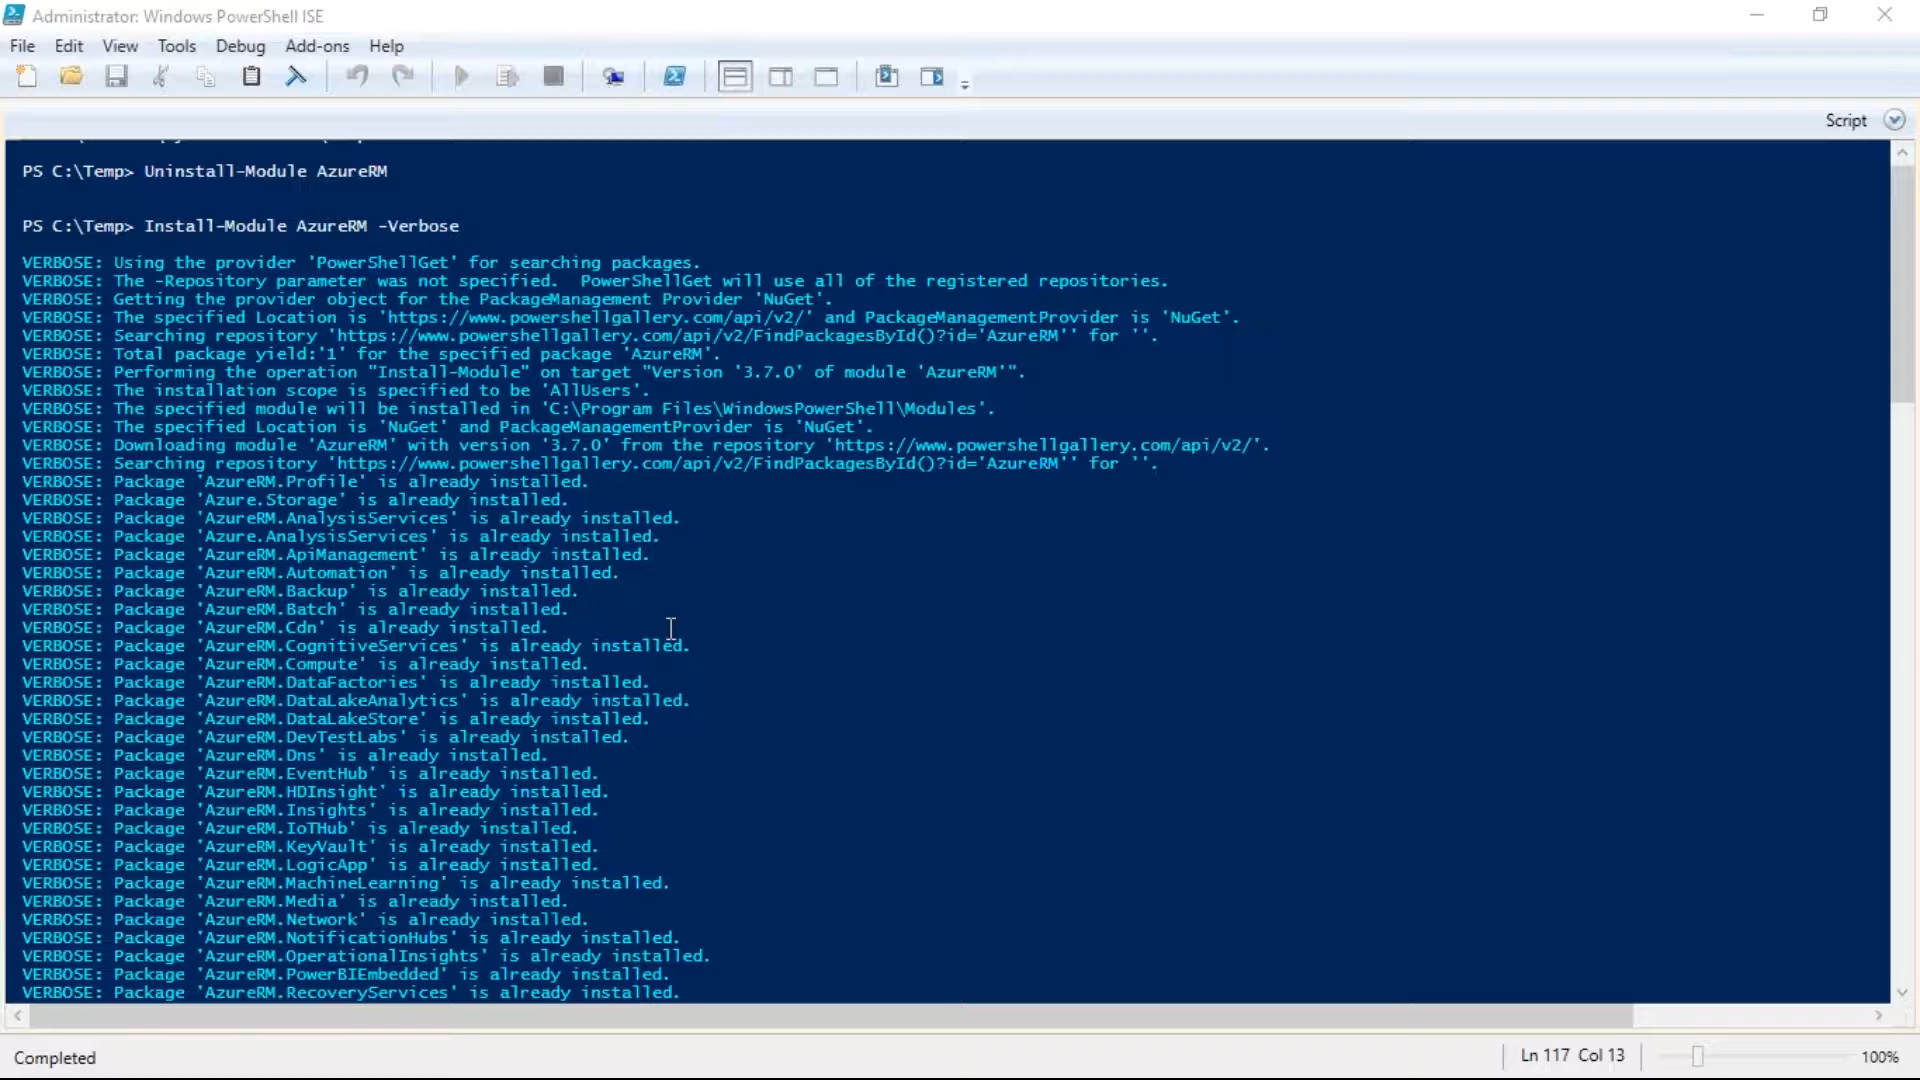 Administrator: Windows PowerShell ISE
File Edit View Tools Debug Add-ons Help
Script
PS C:\Temp> Uninstall-Module AzureRM
PS C:\Temp> Install-Module AzureRM -Verbose
VERBOSE: Using the provider 'PowerShellGet' for searching packages.
VERBOSE: The -Repository parameter was not specified.  PowerShellGet will use all of the registered repositories.
VERBOSE: Getting the provider object for the PackageManagement Provider 'NuGet'.
VERBOSE: The specified Location is 'https://www.powershellgallery.com/api/v2/' and PackageManagementProvider is 'NuGet'.
VERBOSE: Searching repository 'https://www.powershellgallery.com/api/v2/FindPackagesById()?id='AzureRM'' for ''.
VERBOSE: Total package yield:'1' for the specified package 'AzureRM'.
VERBOSE: Performing the operation "Install-Module" on target "Version '3.7.0' of module 'AzureRM'".
VERBOSE: The installation scope is specified to be 'AllUsers'.
VERBOSE: The specified module will be installed in 'C:\Program Files\WindowsPowerShell\Modules'.
VERBOSE: The specified Location is 'NuGet' and PackageManagementProvider is 'NuGet'.
VERBOSE: Downloading module 'AzureRM' with version '3.7.0' from the repository 'https://www.powershellgallery.com/api/v2/'.
VERBOSE: Searching repository 'https://www.powershellgallery.com/api/v2/FindPackagesById()?id='AzureRM'' for ''.
VERBOSE: Package 'AzureRM.Profile' is already installed.
VERBOSE: Package 'Azure.Storage' is already installed.
VERBOSE: Package 'AzureRM.AnalysisServices' is already installed.
VERBOSE: Package 'Azure.AnalysisServices' is already installed.
VERBOSE: Package 'AzureRM.ApiManagement' is already installed.
VERBOSE: Package 'AzureRM.Automation' is already installed.
VERBOSE: Package 'AzureRM.Backup' is already installed.
VERBOSE: Package 'AzureRM.Batch' is already installed.
VERBOSE: Package 'AzureRM.Cdn' is already installed.
VERBOSE: Package 'AzureRM.CognitiveServices' is already installed.
VERBOSE: Package 'AzureRM.Compute' is already installed.
VERBOSE: Package 'AzureRM.DataFactories' is already installed.
VERBOSE: Package 'AzureRM.DataLakeAnalytics' is already installed.
VERBOSE: Package 'AzureRM.DataLakeStore' is already installed.
VERBOSE: Package 'AzureRM.DevTestLabs' is already installed.
VERBOSE: Package 'AzureRM.Dns' is already installed.
VERBOSE: Package 'AzureRM.EventHub' is already installed.
VERBOSE: Package 'AzureRM.HDInsight' is already installed.
VERBOSE: Package 'AzureRM.Insights' is already installed.
VERBOSE: Package 'AzureRM.IoTHub' is already installed.
VERBOSE: Package 'AzureRM.KeyVault' is already installed.
VERBOSE: Package 'AzureRM.LogicApp' is already installed.
VERBOSE: Package 'AzureRM.MachineLearning' is already installed.
VERBOSE: Package 'AzureRM.Media' is already installed.
VERBOSE: Package 'AzureRM.Network' is already installed.
VERBOSE: Package 'AzureRM.NotificationHubs' is already installed.
VERBOSE: Package 'AzureRM.OperationalInsights' is already installed.
VERBOSE: Package 'AzureRM.PowerBIEmbedded' is already installed.
VERBOSE: Package 'AzureRM.RecoveryServices' is already installed.
Completed
Ln 117 Col 13
100%